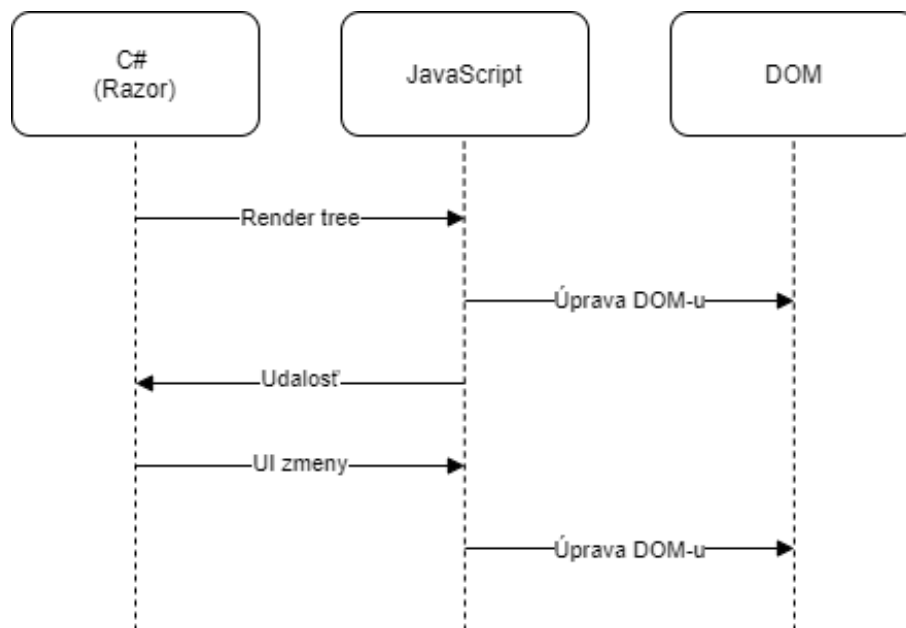 C#
(Razor)
JavaScript
DOM
Render tree
Úprava DOM-u
Udalosť
UI zmeny
Úprava DOM-u